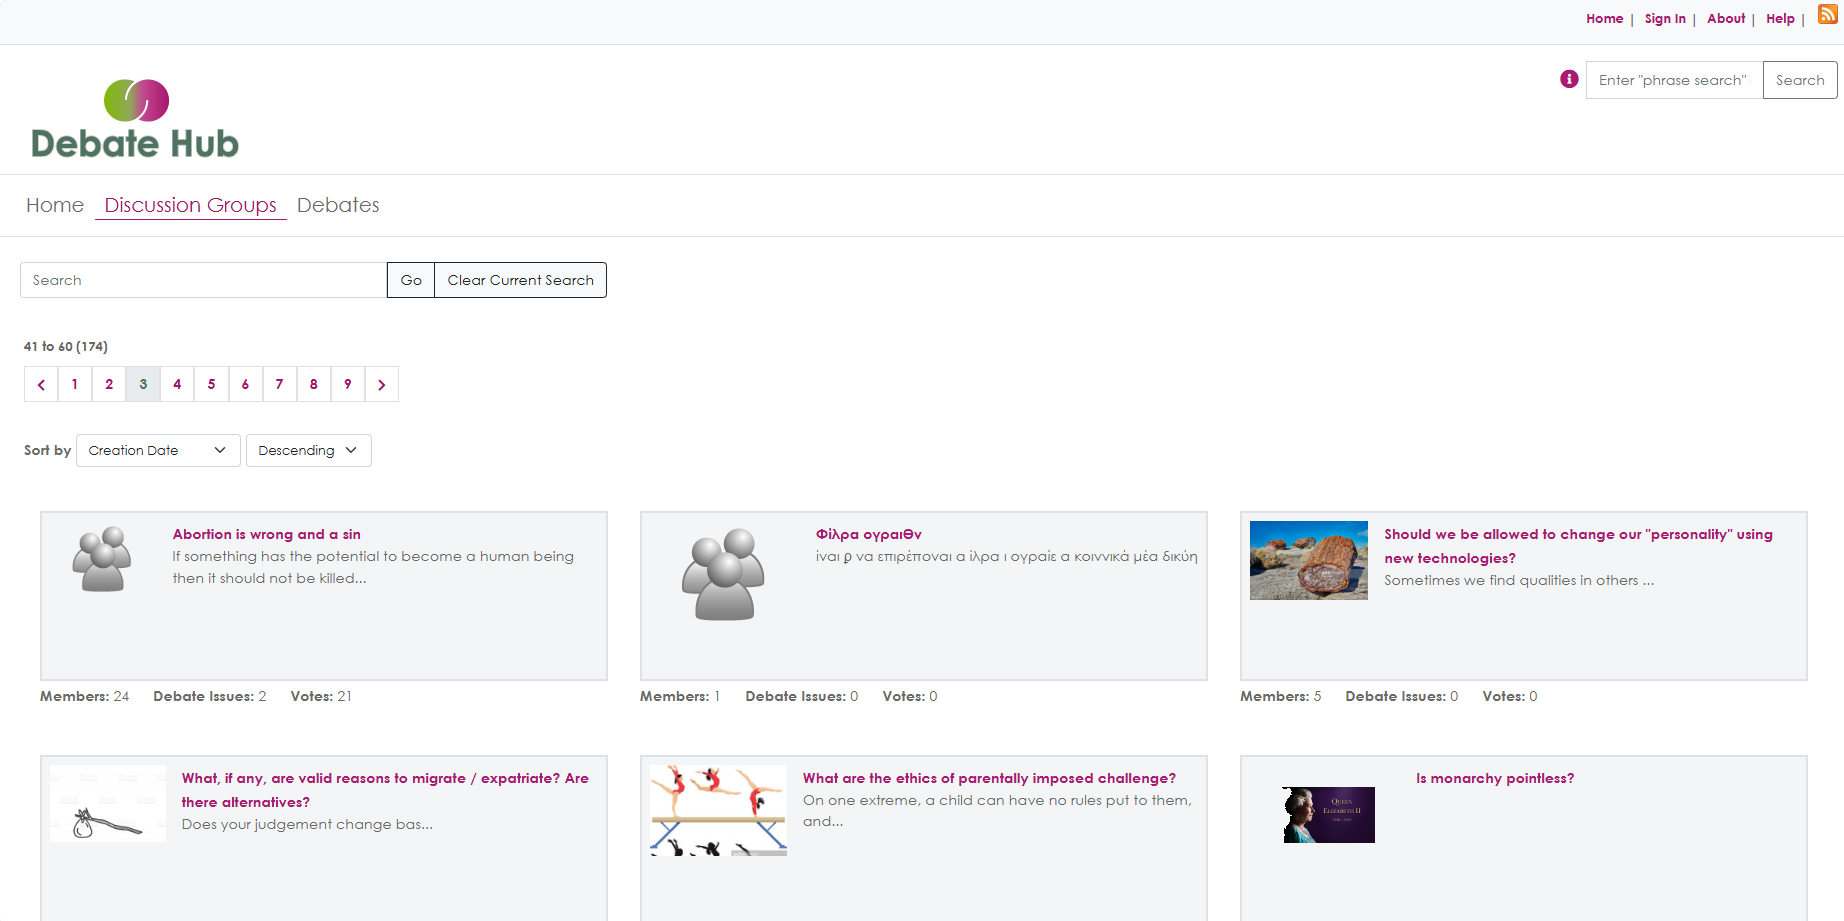 Home | Sign In | About | Help |
Enter "phrase search" Search
Debate Hub
Home Discussion Groups Debates
Search Go Clear Current Search
41 to 60 (174)
1 2 3 4 5 6 7 8 9
Sort by Creation Date Descending
Abortion is wrong and a sin
If something has the potential to become a human being
then it should not be killed...
Members: 24 Debate Issues: 2 Votes: 21
Φίλρα ογραιθν
ίναι ρ να επιρέποναι α ίλρα ι ογραίε α κοιννικά μέα δικύη
Members: 1 Debate Issues: 0 Votes: 0
Should we be allowed to change our "personality" using
new technologies?
Sometimes we find qualities in others ...
Members: 5 Debate Issues: 0 Votes: 0
What, if any, are valid reasons to migrate / expatriate? Are
there alternatives?
Does your judgement change bas...
What are the ethics of parentally imposed challenge?
On one extreme, a child can have no rules put to them,
and...
Is monarchy pointless?
QUEEN
ELIZABETH II